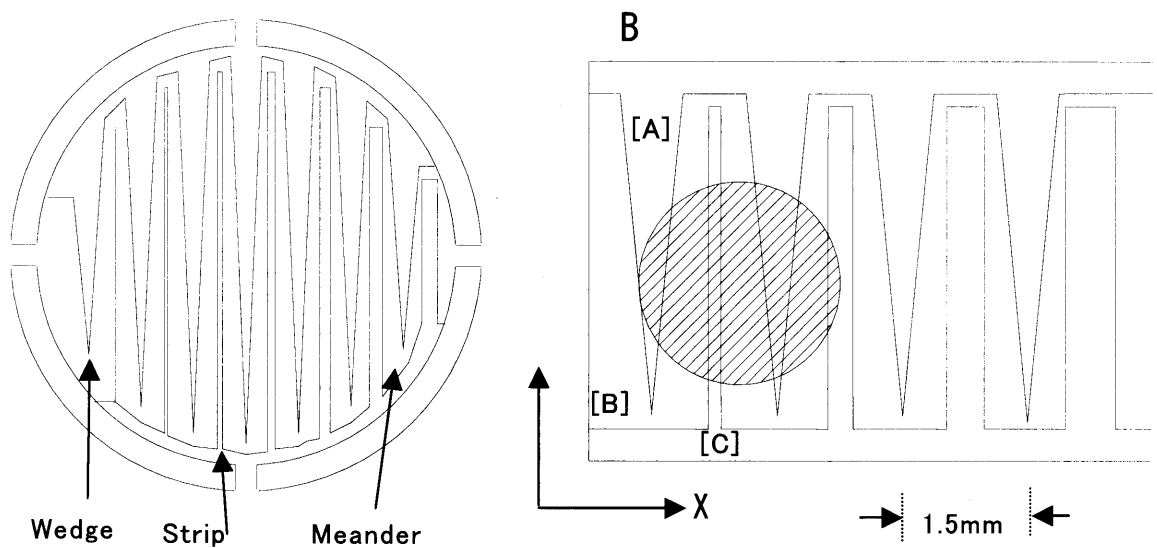 B
[A]
[B]
[C]
X
1.5mm
Wedge
Strip
Meander